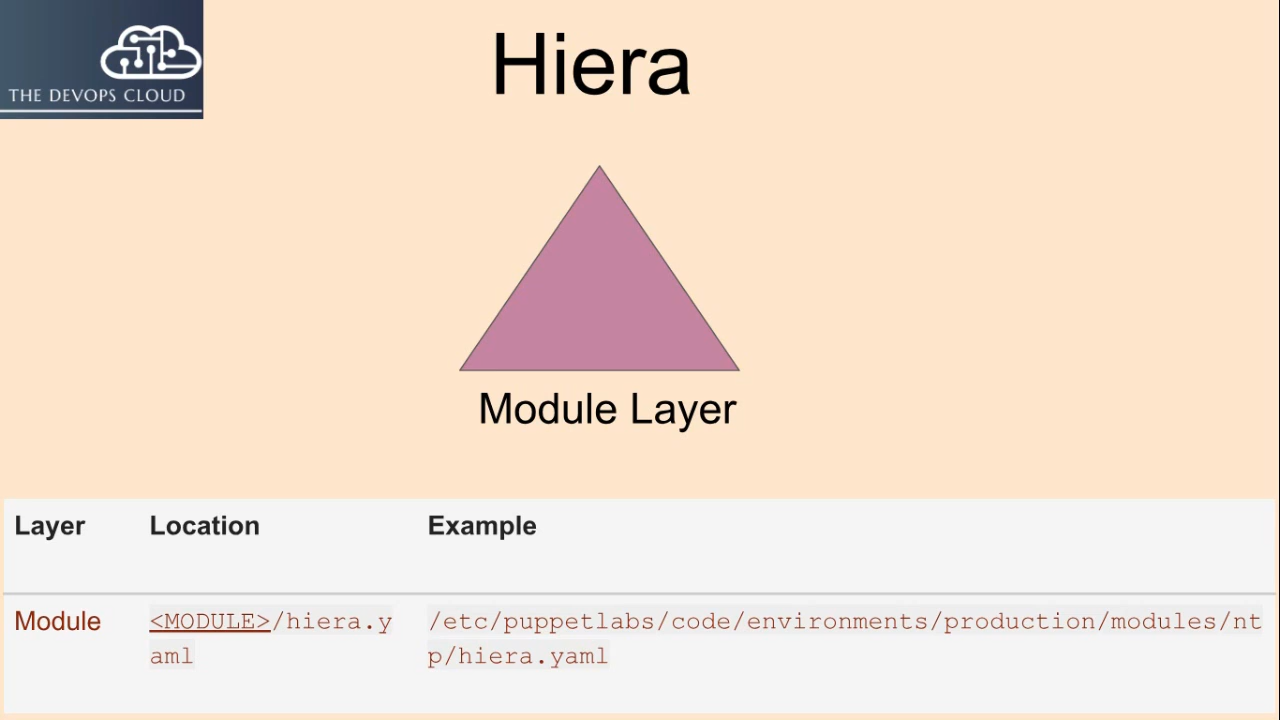 THE DEVOPS CLOUD
Hiera
Module Layer
Layer Location Example
Module <MODULE>/hiera.y /etc/puppetlabs/code/environments/production/modules/nt
aml p/hiera.yaml